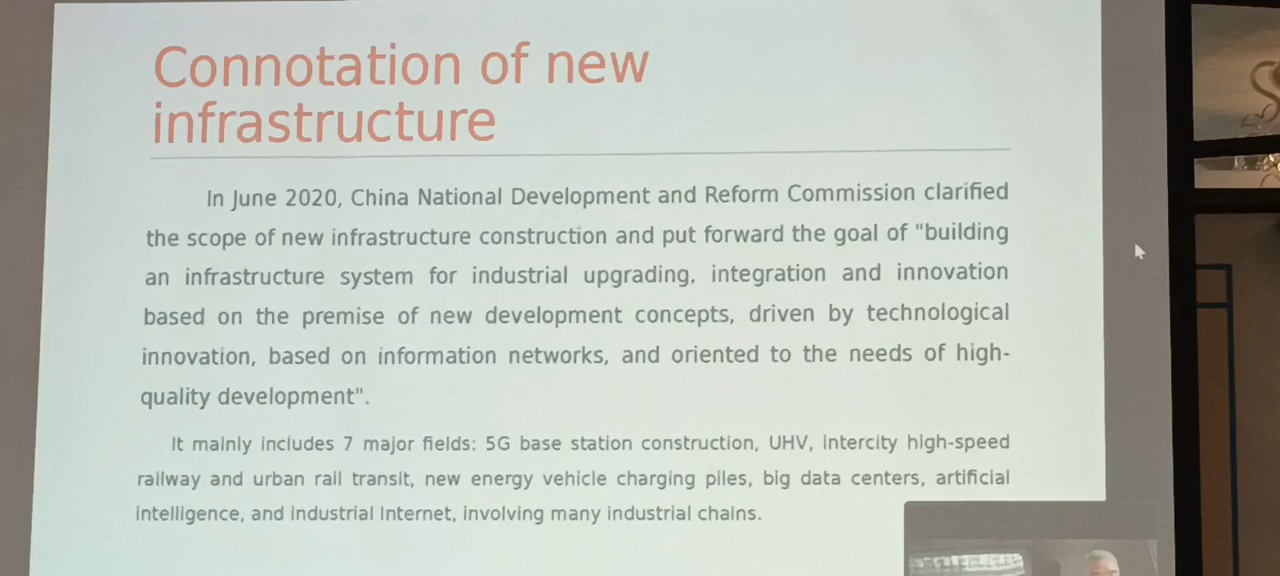 Connotation of new
infrastructure
In June 2020, China National Development and Reform Commission clarified
the scope of new infrastructure construction and put forward the goal of "building
an infrastructure system for industrial upgrading, integration and innovation
based on the premise of new development concepts, driven by technological
innovation, based on information networks, and oriented to the needs of high-
quality development".
It mainly includes 7 major fields: 5G base station construction, UHV, intercity high-speed
railway and urban rail transit, new energy vehicle charging piles, big data centers, artificial
intelligence, and industrial Internet, involving many industrial chains.